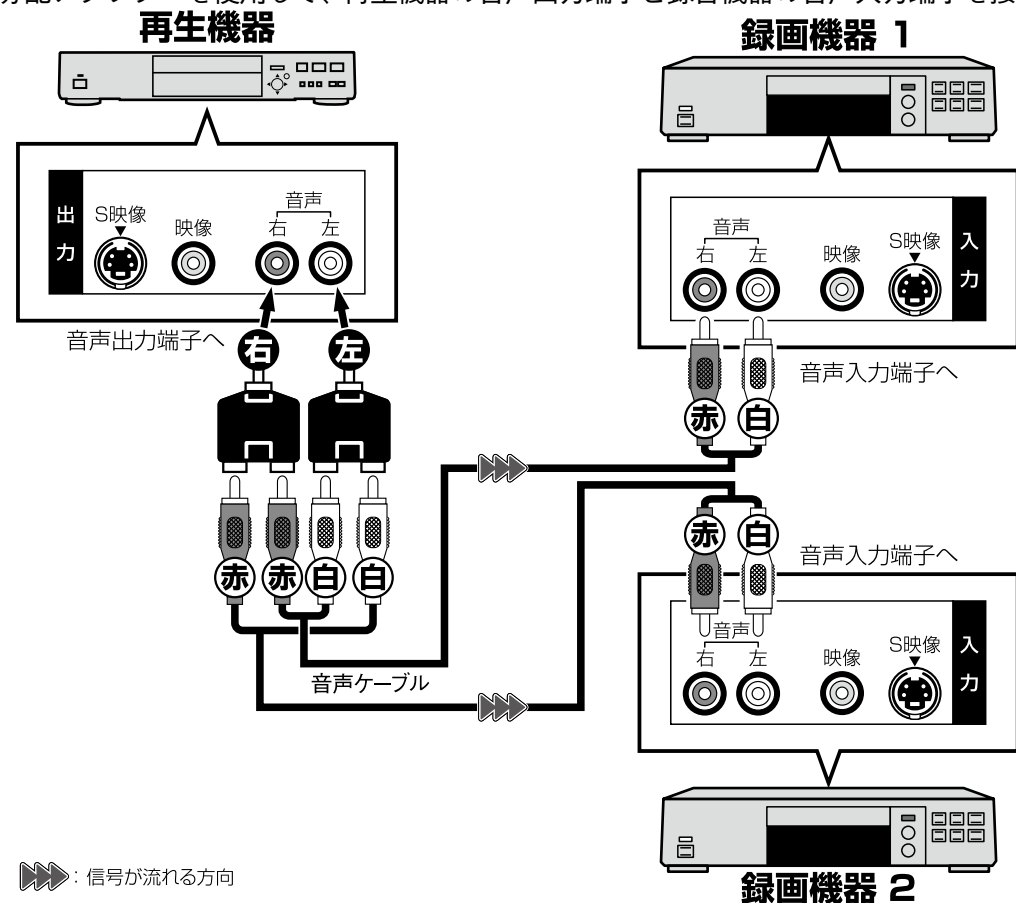 再生機器
出力
S映像
映像
音声
右
左
音声出力端子へ
右
左
赤
赤
白
白
音声ケーブル
録画機器 1
音声
右
左
映像
S映像
入力
音声入力端子へ
赤
白
赤
白
音声入力端子へ
音声
右
左
映像
S映像
入力
録画機器 2
：信号が流れる方向